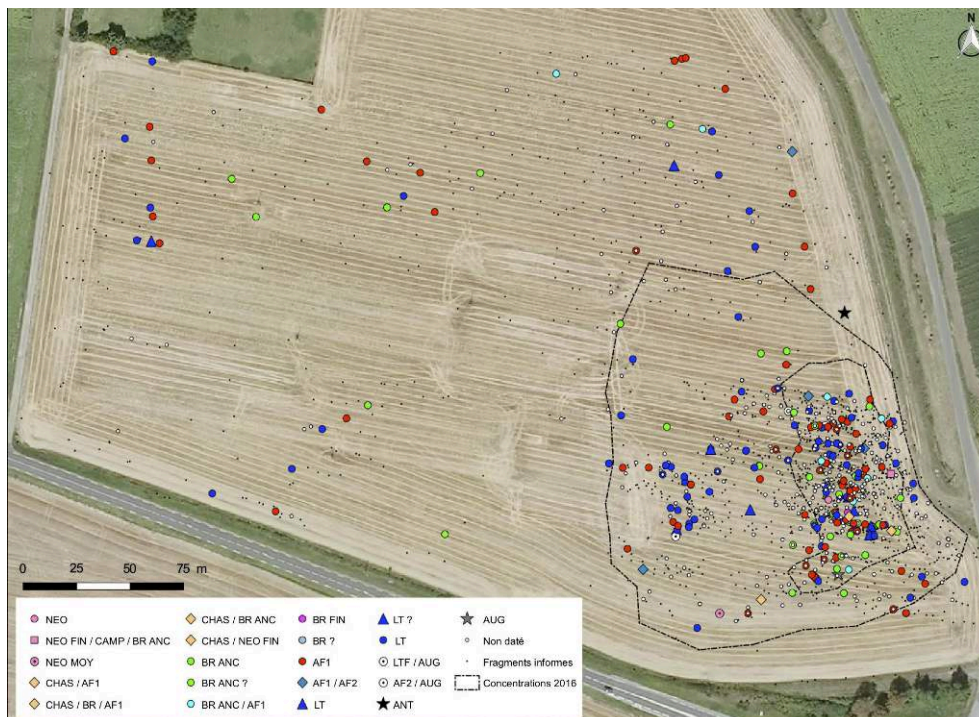 N
0 25 50 75 m
NEO
NEO FIN / CAMP / BR ANC
NEO MOY
CHAS / AF1
CHAS / BR / AF1
CHAS / BR ANC
CHAS / NEO FIN
BR ANC
BR ANC ?
BR ANC / AF1
BR FIN
BR ?
AF1
AF1 / AF2
LT
LT ?
LT
LTF / AUG
AF2 / AUG
ANT
AUG
Non daté
Fragments informes
Concentrations 2016